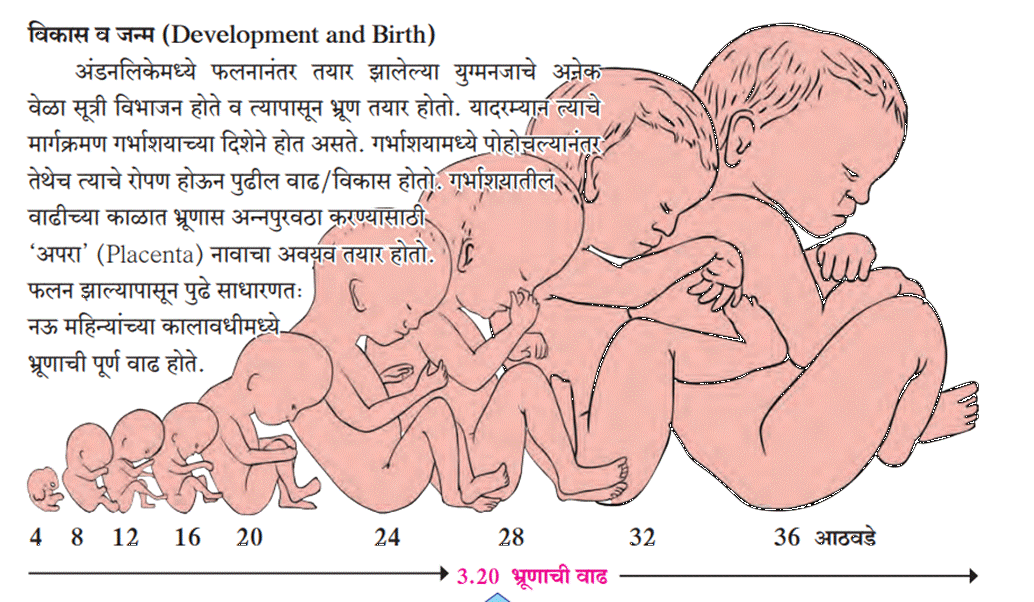 विकास व जन्म (Development and Birth)
अंडनलिकेमध्ये फलनानंतर तयार झालेल्या युग्मनजाचे अनेक
वेळा सूत्री विभाजन होते व त्यापासून भ्रूण तयार होतो. यादरम्यान त्याचे
मार्गक्रमण गर्भाशयाच्या दिशेने होत असते. गर्भाशयामध्ये पोहोचल्यानंतर
तेथेच त्याचे रोपण होऊन पुढील वाढ/विकास होतो. गर्भाशयातील
वाढीच्या काळात भ्रूणास अन्नपुरवठा करण्यासाठी
‘अपरा’ (Placenta) नावाचा अवयव तयार होतो.
फलन झाल्यापासून पुढे साधारणतः
नऊ महिन्यांच्या कालावधीमध्ये
भ्रूणाची पूर्ण वाढ होते.
4 8 12 16 20 24 28 32 36 आठवडे
3.20 भ्रूणाची वाढ